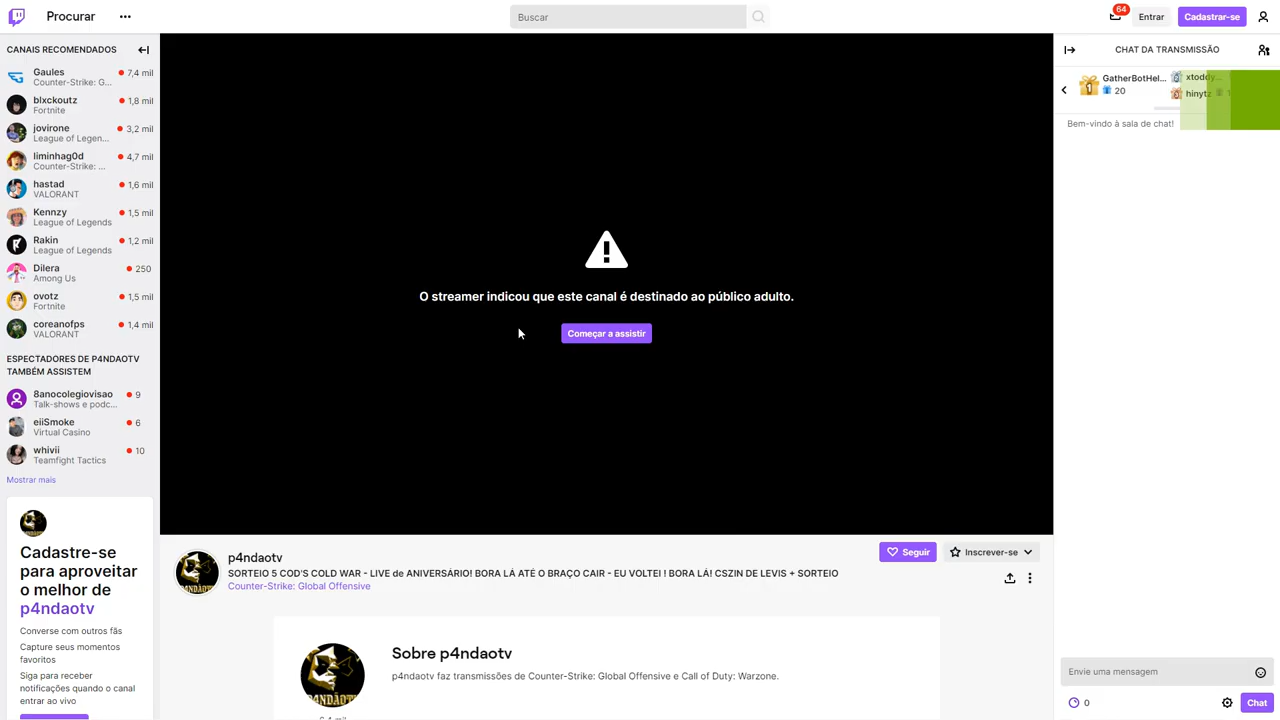 Procurar
Buscar
64
Entrar
Cadastrar-se
CANAIS RECOMENDADOS
Gaules
7,4 mil
Counter-Strike: G...
blxckoutz
1,8 mil
Fortnite
jovirone
3,2 mil
League of Legen...
liminhag0d
4,7 mil
Counter-Strike: ...
hastad
1,6 mil
VALORANT
Kennzy
1,5 mil
League of Legends
Rakin
1,2 mil
League of Legends
Dilera
250
Among Us
ovotz
1,5 mil
Fortnite
coreanofps
1,4 mil
VALORANT
ESPECTADORES DE P4NDAOTV
TAMBÉM ASSISTEM
8anocolegiovisao
9
Talk-shows e podc...
eiiSmoke
6
Virtual Casino
whivii
10
Teamfight Tactics
Mostrar mais
Cadastre-se
para aproveitar
o melhor de
p4ndaotv
Converse com outros fãs
Capture seus momentos
favoritos
Siga para receber
notificações quando o canal
entrar ao vivo
O streamer indicou que este canal é destinado ao público adulto.
Começar a assistir
p4ndaotv
SORTEIO 5 COD'S COLD WAR - LIVE de ANIVERSÁRIO! BORA LÁ ATÉ O BRAÇO CAIR - EU VOLTEI ! BORA LÁ! CSZIN DE LEVIS + SORTEIO
Counter-Strike: Global Offensive
Seguir
Inscrever-se
P4NDÃOTV
Sobre p4ndaotv
p4ndaotv faz transmissões de Counter-Strike: Global Offensive e Call of Duty: Warzone.
CHAT DA TRANSMISSÃO
1
GatherBotHel...
20
xtoddy...
hinytz
Bem-vindo à sala de chat!
Envie uma mensagem
0
Chat